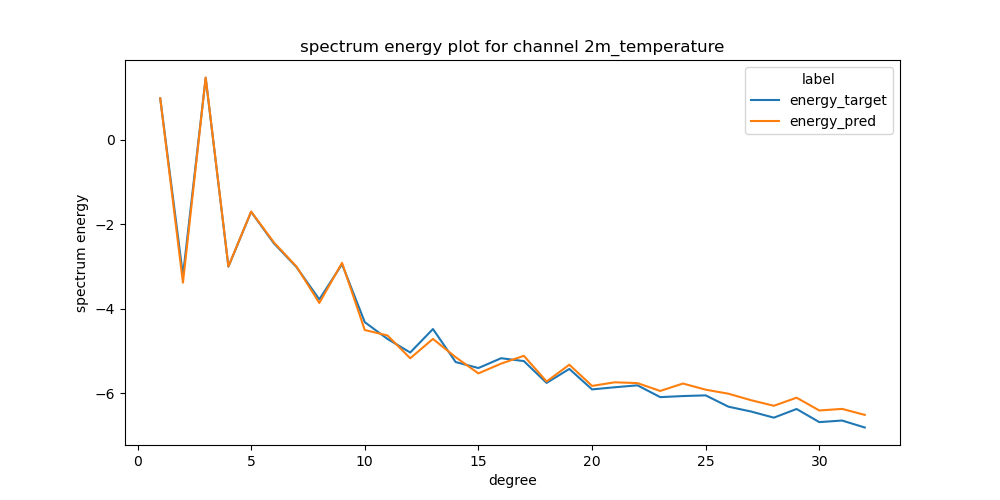 spectrum energy plot for channel 2m_temperature
label
energy_target
energy_pred
spectrum energy
0
−2
−4
−6
0 5 10 15 20 25 30
degree